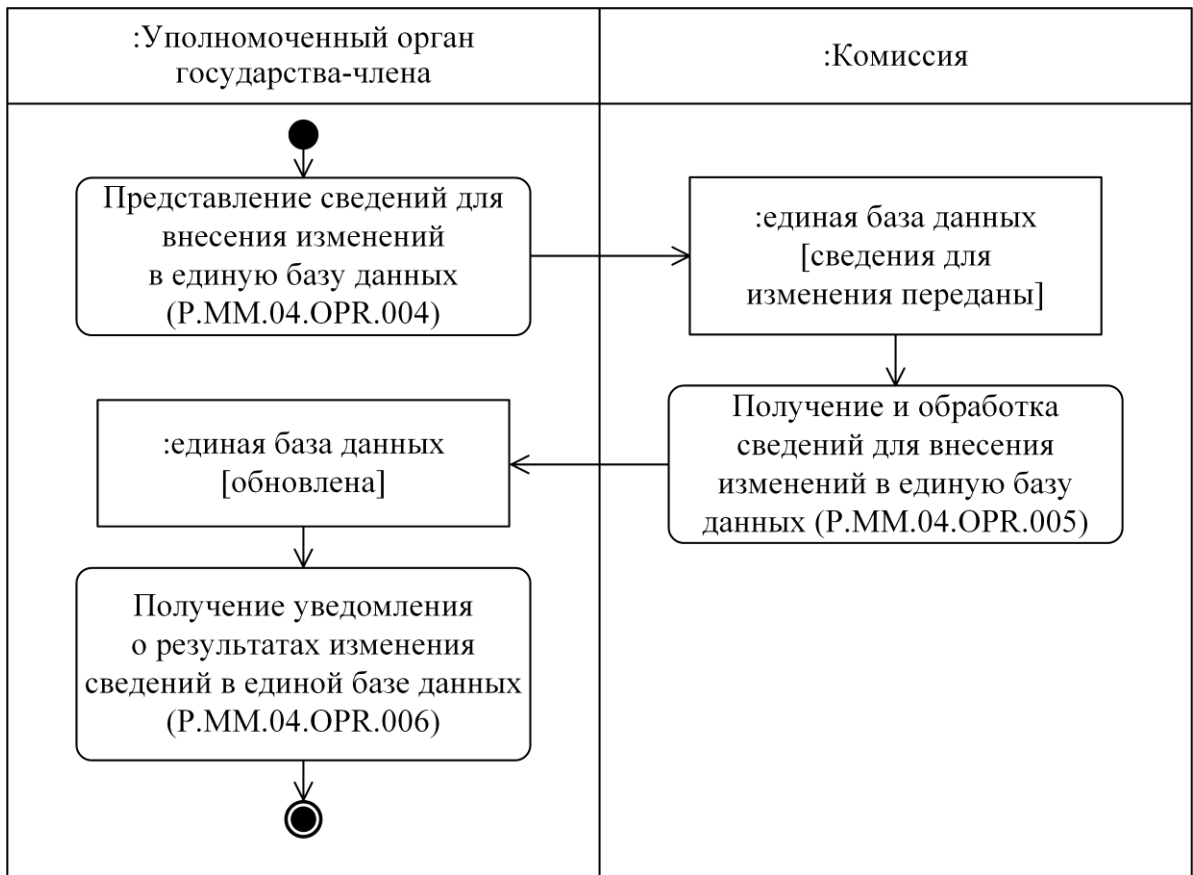 :Уполномоченный орган
государства-члена
:Комиссия
Представление сведений для
внесения изменений
в единую базу данных
(P.MM.04.OPR.004)
:единая база данных
[сведения для
изменения переданы]
Получение и обработка
сведений для внесения
изменений в единую базу
данных (P.MM.04.OPR.005)
:единая база данных
[обновлена]
Получение уведомления
о результатах изменения
сведений в единой базе данных
(P.MM.04.OPR.006)